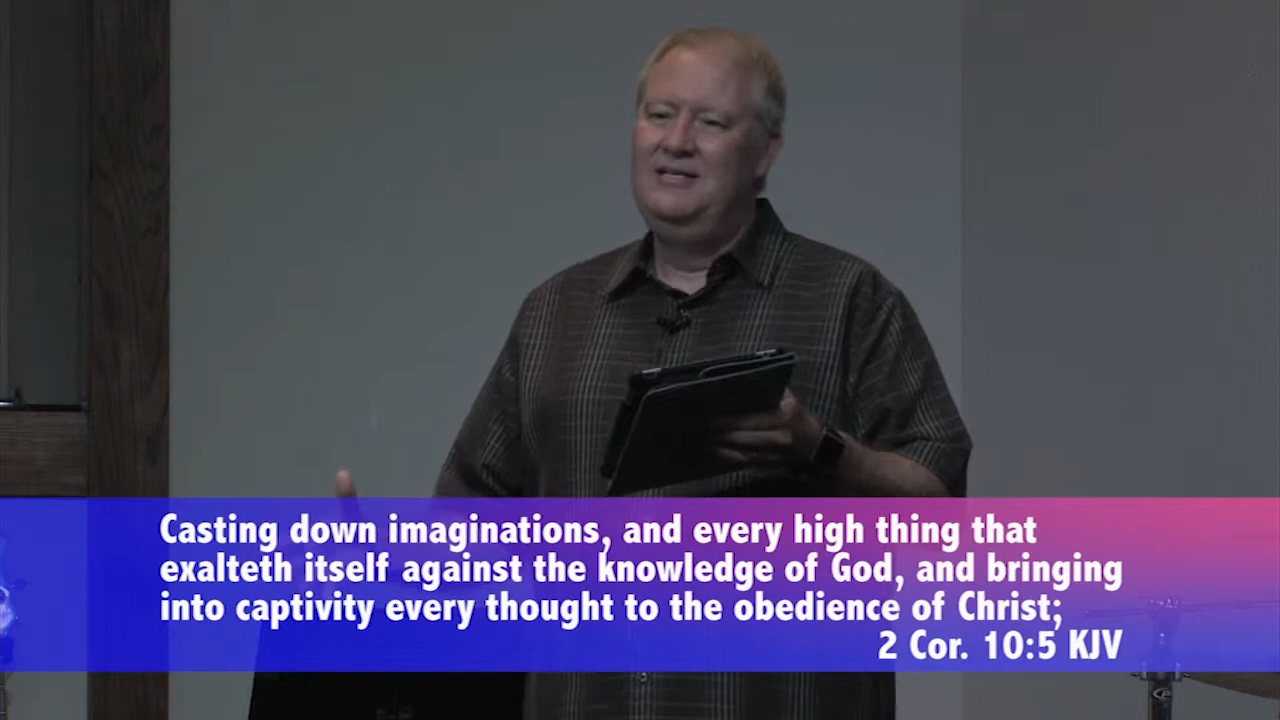 Casting down imaginations, and every high thing that
exalteth itself against the knowledge of God, and bringing
into captivity every thought to the obedience of Christ;
2 Cor. 10:5 KJV